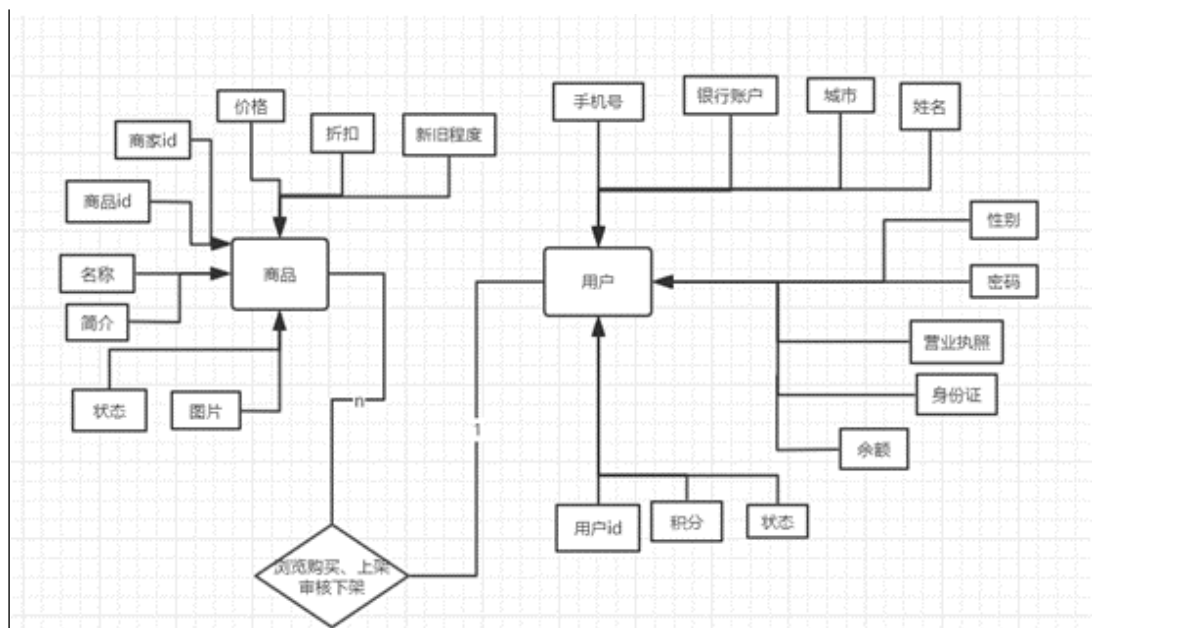 手机号
银行账户
城市
姓名
价格
折扣
新旧程度
商家id
商品id
性别
名称
商品
用户
密码
简介
营业执照
状态
图片
n
身份证
1
余额
用户id
积分
状态
浏览购买、上架
审核下架